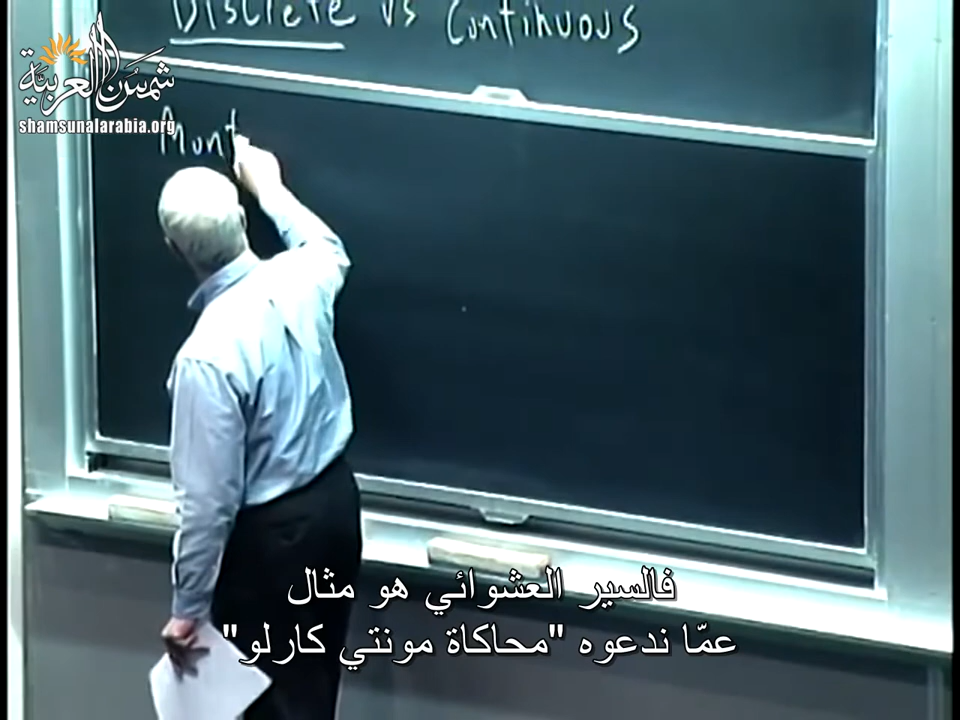 Discrete vs Continuous
شمس العربية
shamsunalarabia.org
Mont
فالسير العشوائي هو مثال
عمّا ندعوه "محاكاة مونتي كارلو"